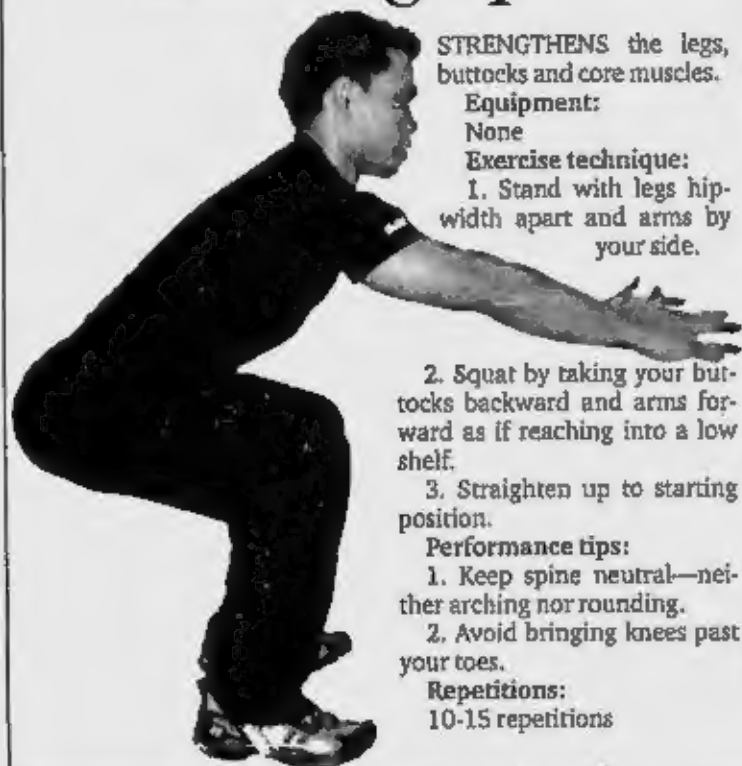 STRENGTHENS the legs,
buttocks and core muscles.
Equipment:
None
Exercise technique:
1. Stand with legs hip-
width apart and arms by
your side.
2. Squat by taking your but-
tocks backward and arms for-
ward as if reaching into a low
shelf.
3. Straighten up to starting
position.
Performance tips:
1. Keep spine neutral—nei-
ther arching nor rounding.
2. Avoid bringing knees past
your toes.
Repetitions:
10-15 repetitions